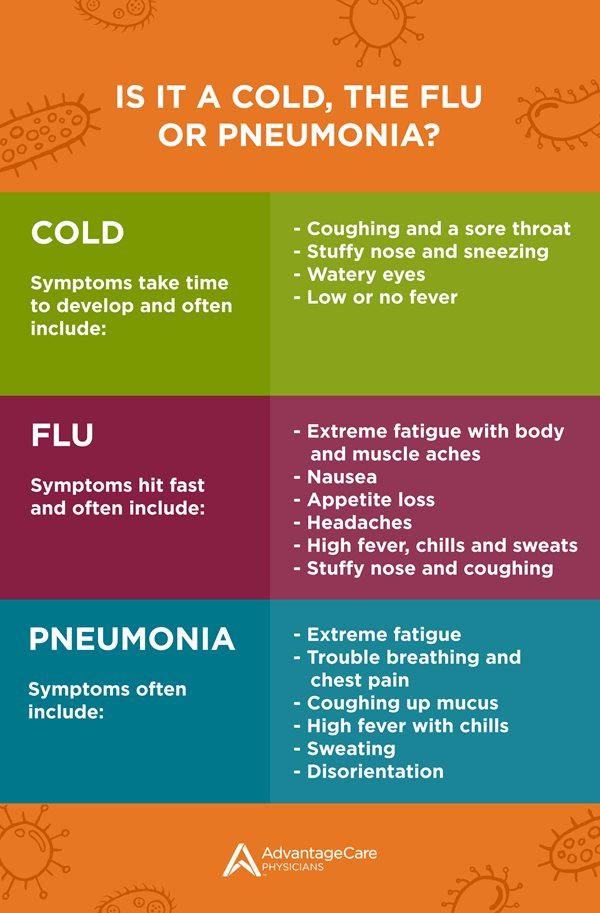 IS IT A COLD, THE FLU
OR PNEUMONIA?
COLD
Symptoms take time
to develop and often
include:
- Coughing and a sore throat
- Stuffy nose and sneezing
- Watery eyes
- Low or no fever
FLU
Symptoms hit fast
and often include:
- Extreme fatigue with body
and muscle aches
- Nausea
- Appetite loss
- Headaches
- High fever, chills and sweats
- Stuffy nose and coughing
PNEUMONIA
Symptoms often
include:
- Extreme fatigue
- Trouble breathing and
chest pain
- Coughing up mucus
- High fever with chills
- Sweating
- Disorientation
AdvantageCare
PHYSICIANS